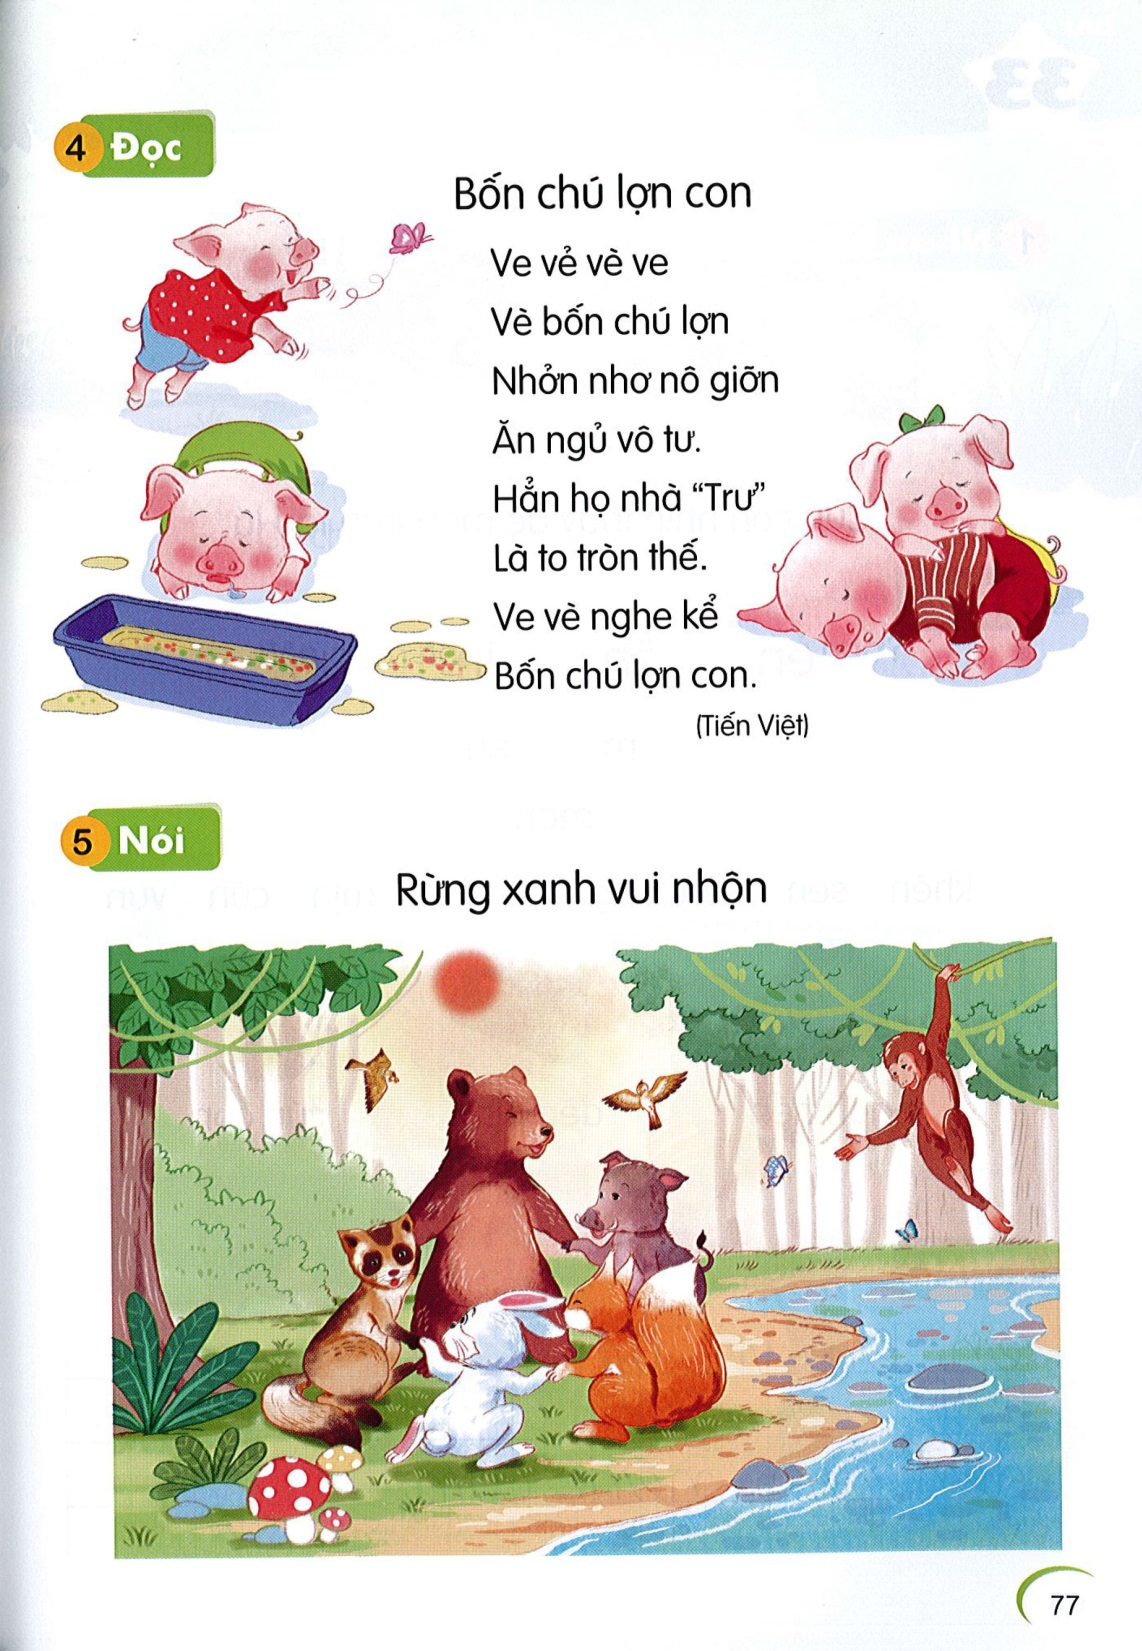 4 Đọc
Bốn chú lợn con
Ve vẻ vè ve
Vè bốn chú lợn
Nhởn nhơ nô giỡn
Ăn ngủ vô tư.
Hẳn họ nhà “Trư”
Là to tròn thế.
Ve vè nghe kể
Bốn chú lợn con.
(Tiến Việt)
5 Nói
Rừng xanh vui nhộn
77